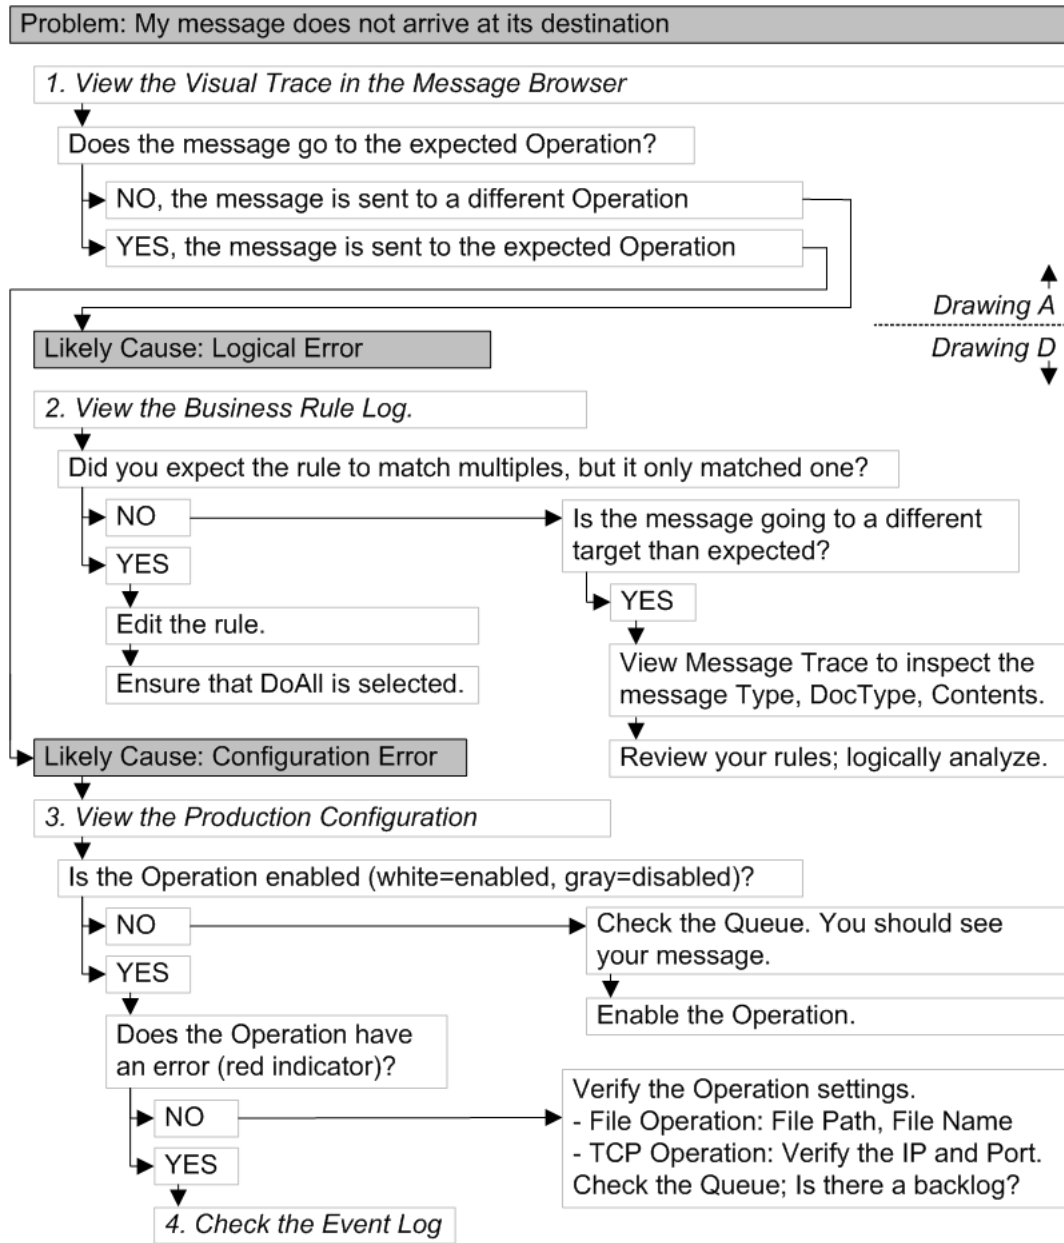 Problem: My message does not arrive at its destination
1. View the Visual Trace in the Message Browser
Does the message go to the expected Operation?
NO, the message is sent to a different Operation
YES, the message is sent to the expected Operation
Drawing A
Drawing D
Likely Cause: Logical Error
2. View the Business Rule Log.
Did you expect the rule to match multiples, but it only matched one?
NO
YES
Edit the rule.
Ensure that DoAll is selected.
Is the message going to a different
target than expected?
YES
View Message Trace to inspect the
message Type, DocType, Contents.
Review your rules; logically analyze.
Likely Cause: Configuration Error
3. View the Production Configuration
Is the Operation enabled (white=enabled, gray=disabled)?
NO
Check the Queue. You should see
your message.
Enable the Operation.
YES
Does the Operation have
an error (red indicator)?
NO
Verify the Operation settings.
- File Operation: File Path, File Name
- TCP Operation: Verify the IP and Port.
Check the Queue; Is there a backlog?
YES
4. Check the Event Log